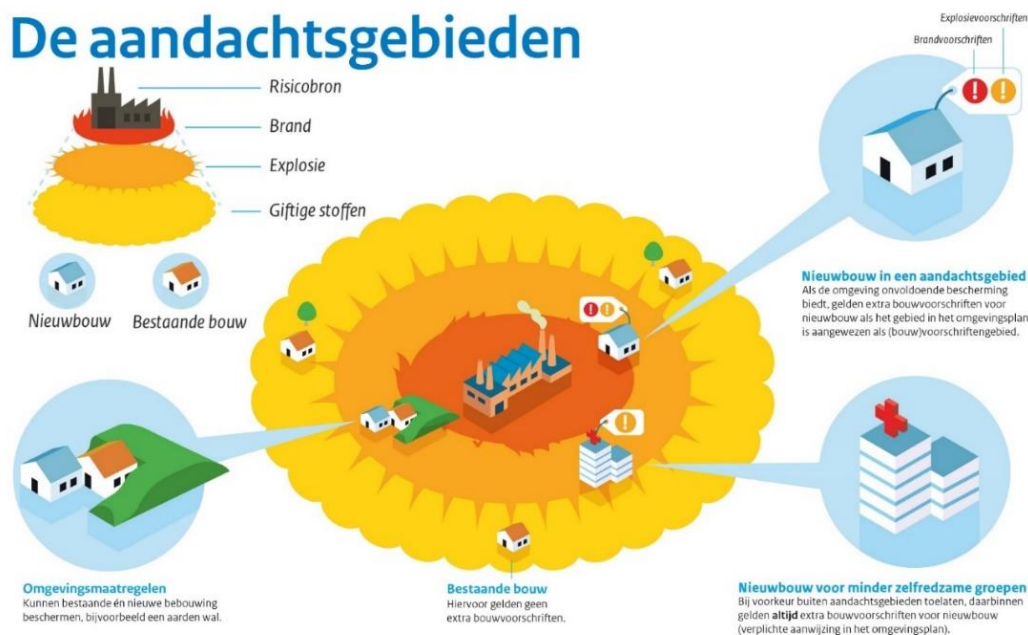 De aandachtsgebieden
Risicobron
Brand
Explosie
Giftige stoffen
Nieuwbouw
Bestaande bouw
Explosievoorschriften
Brandvoorschriften
Nieuwbouw in een aandachtsgebied
Als de omgeving onvoldoende bescherming
biedt, gelden extra bouwvoorschriften voor
nieuwbouw als het gebied in het omgevingsplan
is aangewezen als (bouw)voorschriftengebied.
Omgevingsmaatregelen
Kunnen bestaande én nieuwe bebouwing
beschermen, bijvoorbeeld een aarden wal.
Bestaande bouw
Hiervoor gelden geen
extra bouwvoorschriften.
Nieuwbouw voor minder zelfredzame groepen
Bij voorkeur buiten aandachtsgebieden toelaten, daarbinnen
gelden altijd extra bouwvoorschriften voor nieuwbouw
(verplichte aanwijzing in het omgevingsplan).